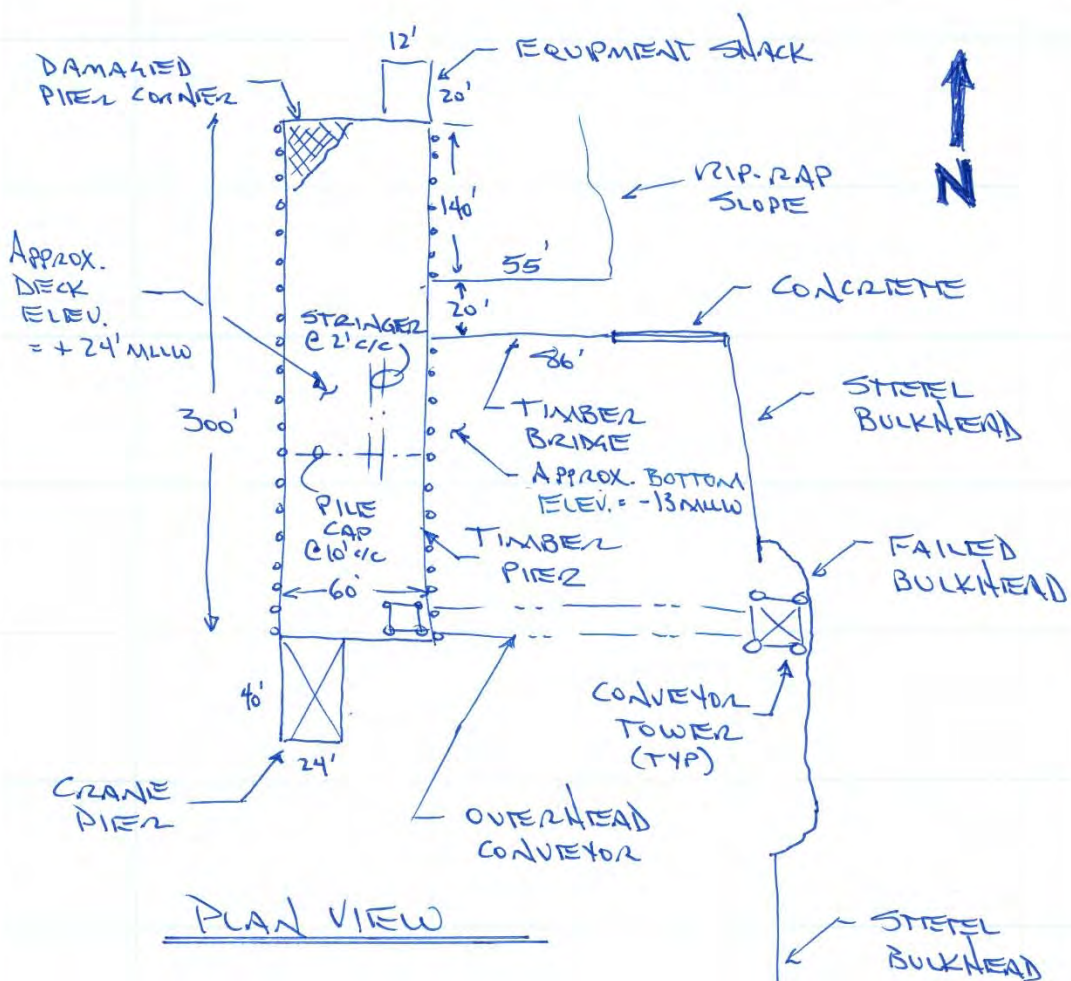 12'
EQUIPMENT SHACK
20'
DAMAGED
PIER CORNER
N
140'
RIP-RAP
SLOPE
55'
20'
CONCRETE
APPROX.
DECK
ELEV.
= + 24' MLLW
STRINGER
@ 2' c/c
86'
TIMBER
BRIDGE
STEEL
BULKHEAD
300'
APPROX. BOTTOM
ELEV. = -13 MLLW
PILE
CAP
@ 10' c/c
TIMBER
PIER
FAILED
BULKHEAD
60'
40'
24'
CONVEYOR
TOWER
(TYP)
CRANE
PIER
OVERHEAD
CONVEYOR
PLAN VIEW
STEEL
BULKHEAD